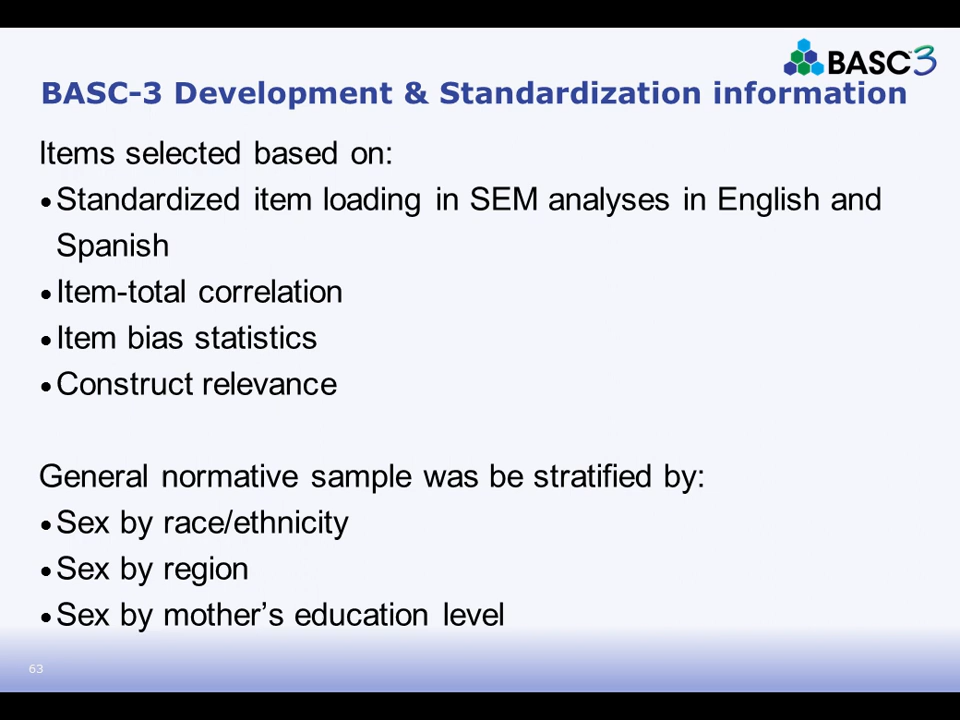 BASC™3
BASC-3 Development & Standardization information
Items selected based on:
• Standardized item loading in SEM analyses in English and
Spanish
• Item-total correlation
• Item bias statistics
• Construct relevance
General normative sample was be stratified by:
• Sex by race/ethnicity
• Sex by region
• Sex by mother’s education level
63